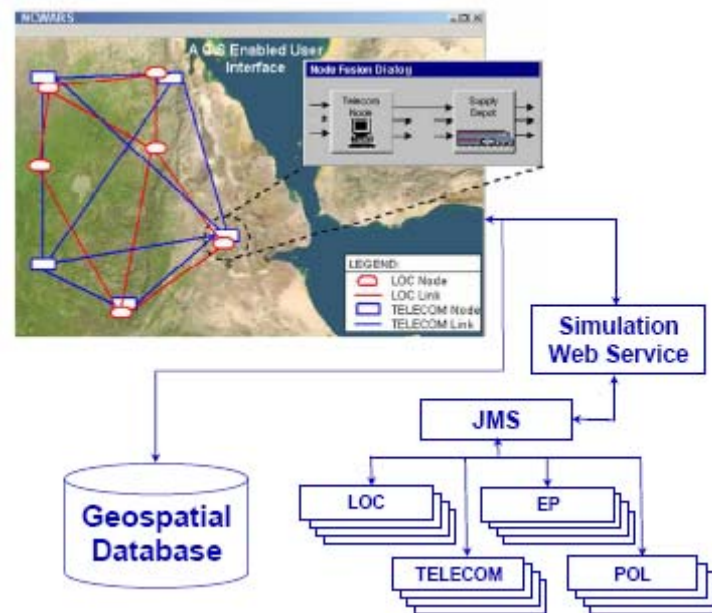 NCWARS
A G S Enabled User
Interface
Node Fusion Dialog
Telecom
Node
Supply
Depot
LEGEND:
LOC Node
LOC Link
TELECOM Node
TELECOM Link
Simulation
Web Service
JMS
LOC
EP
TELECOM
POL
Geospatial
Database